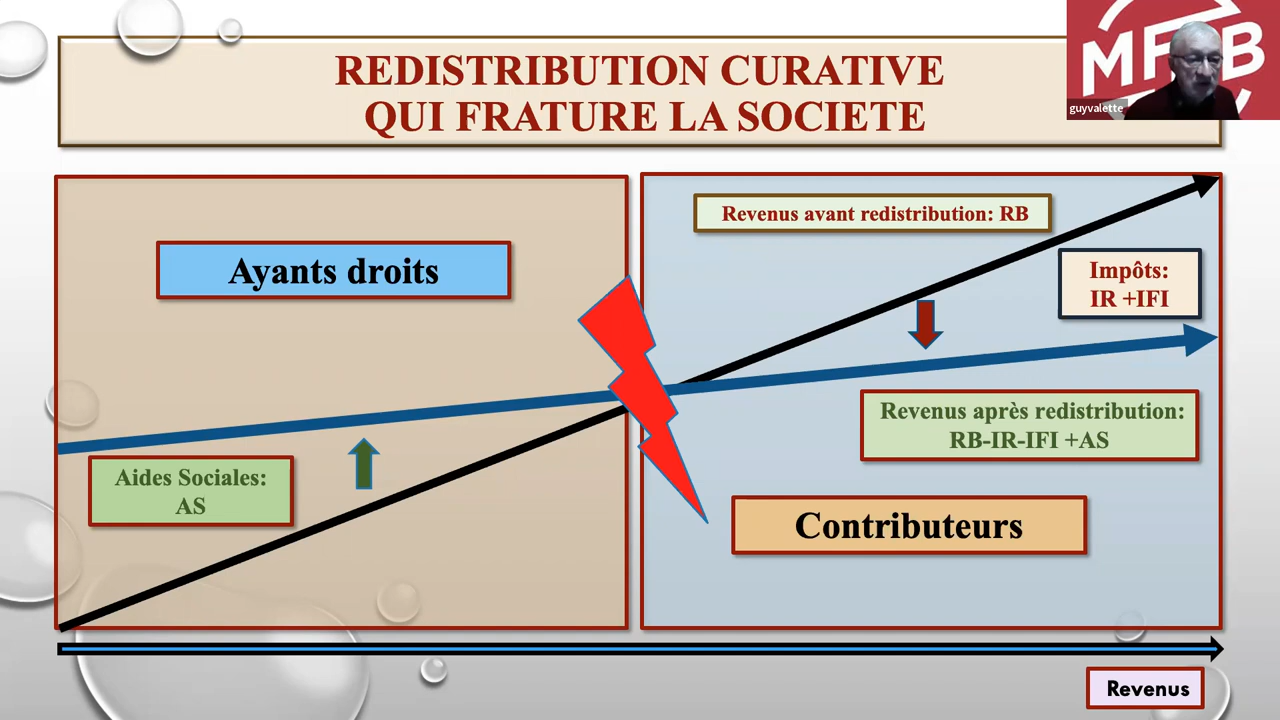 REDISTRIBUTION CURATIVE
QUI FRATURE LA SOCIETE
guyvalette
Revenus avant redistribution: RB
Ayants droits
Impôts:
IR +IFI
Revenus après redistribution:
RB-IR-IFI +AS
Aides Sociales:
AS
Contributeurs
Revenus